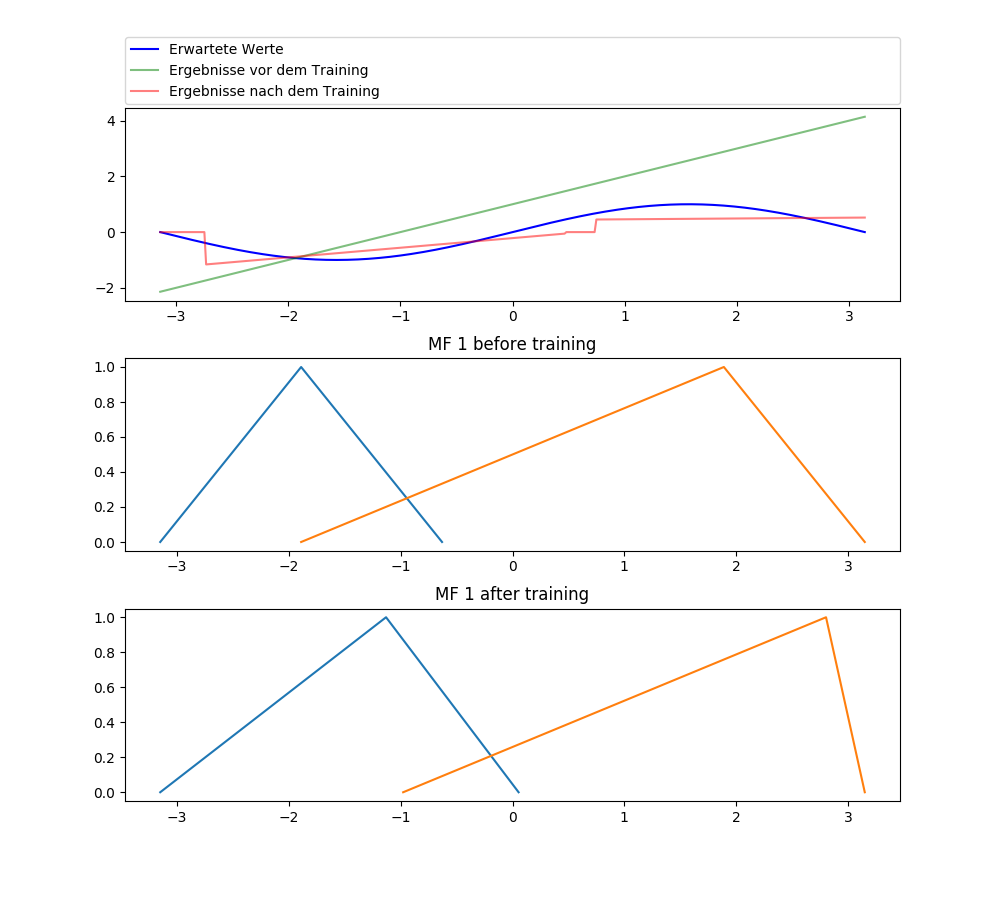 Erwartete Werte
Ergebnisse vor dem Training
Ergebnisse nach dem Training
4
2
0
−2
−3 −2 −1 0 1 2 3
MF 1 before training
1.0
0.8
0.6
0.4
0.2
0.0
−3 −2 −1 0 1 2 3
MF 1 after training
1.0
0.8
0.6
0.4
0.2
0.0
−3 −2 −1 0 1 2 3